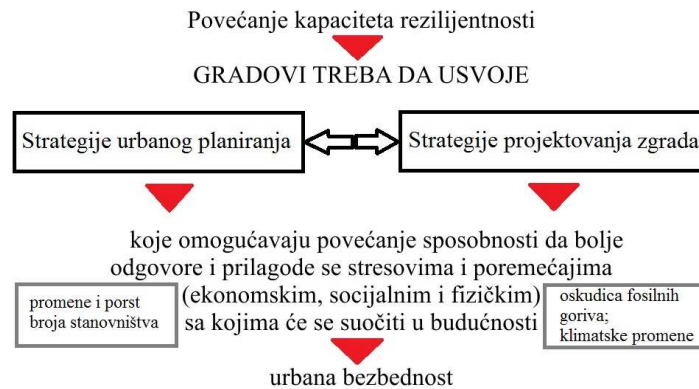 Povećanje kapaciteta rezilijentnosti
GRADOVI TREBA DA USVOJE
Strategije urbanog planiranja
Strategije projektovanja zgrada
koje omogućavaju povećanje sposobnosti da bolje
odgovore i prilagode se stresovima i poremećajima
(ekonomskim, socijalnim i fizičkim)
sa kojima će se suočiti u budućnosti
promene i porst
broja stanovništva
oskudica fosilnih
goriva;
klimatske promene
urbana bezbednost